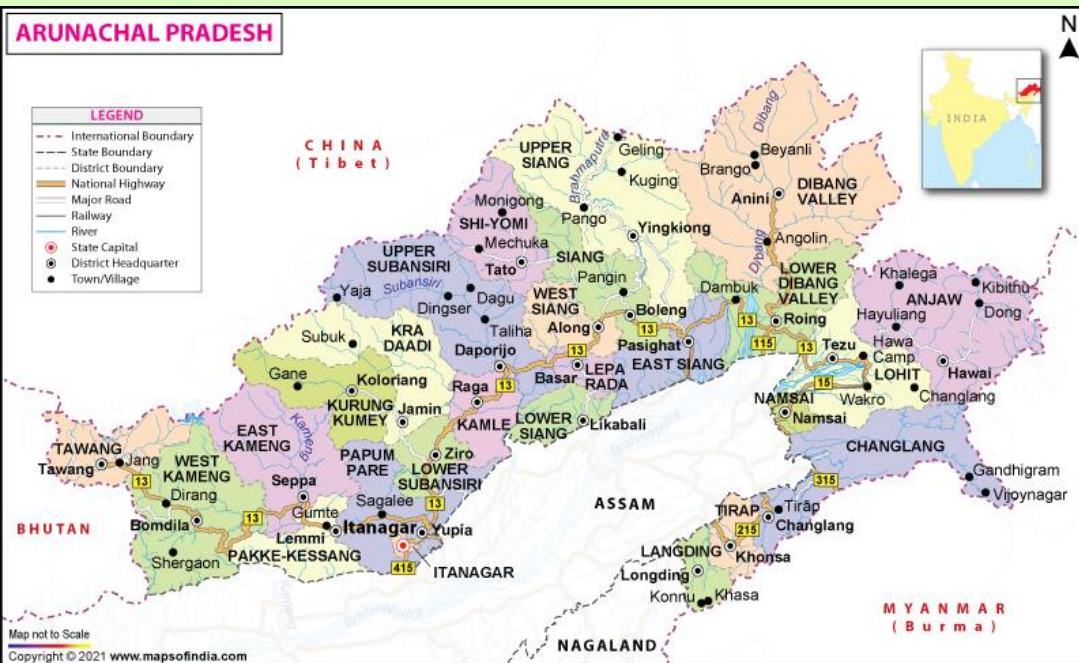 ARUNACHAL PRADESH
N
LEGEND
International Boundary
State Boundary
District Boundary
National Highway
Major Road
Railway
River
State Capital
District Headquarter
Town/Village
INDIA
CHINA
(Tibet)
UPPER
SIANG
Brahmaputra
Geling
Kuging
Pango
Yingkiong
Dibang
Beyanli
Brango
Anini
DIBANG
VALLEY
Angolin
Dibang
Monigong
SHI-YOMI
Mechuka
Tato
SIANG
Pangin
UPPER
SUBANSIRI
Subansiri
Yaja
Dingser
Dagu
Taliha
WEST
SIANG
Along
Boleng
13
Pasighat
EAST SIANG
Dambuk
LOWER
DIBANG
VALLEY
13
Roing
115
13
Khalega
Kibithu
ANJAW
Dong
Hayuliang
Hawa
Camp
Hawai
Tezu
LOHIT
15
Wakro
Changlang
NAMSAI
Namsai
Subuk
KRA
DAADI
Daporijo
13
Basar
LEPA
RADA
Gane
Koloriang
KURUNG
KUMEY
Jamin
Raga
13
KAMLE
LOWER
SIANG
Likabali
EAST
KAMENG
Kameng
PAPUM
PARE
Ziro
LOWER
SUBANSIRI
13
TAWANG
Tawang
Jang
13
WEST
KAMENG
Dirang
Bomdila
Shergaon
Seppa
13
Gumte
Lemmi
PAKKE-KESSANG
Sagalee
Itanagar
Yupia
415
ITANAGAR
CHANGLANG
Gandhigram
Vijoynagar
315
ASSAM
TIRAP
Tirap
215
Changlang
LANGDING
Khonsa
Longding
Konnu
Khasa
BHUTAN
Kameng
Brahmaputra
Brahmaputra
NAGALAND
MYANMAR
(Burma)
Map not to Scale
Copyright © 2021 www.mapsofindia.com